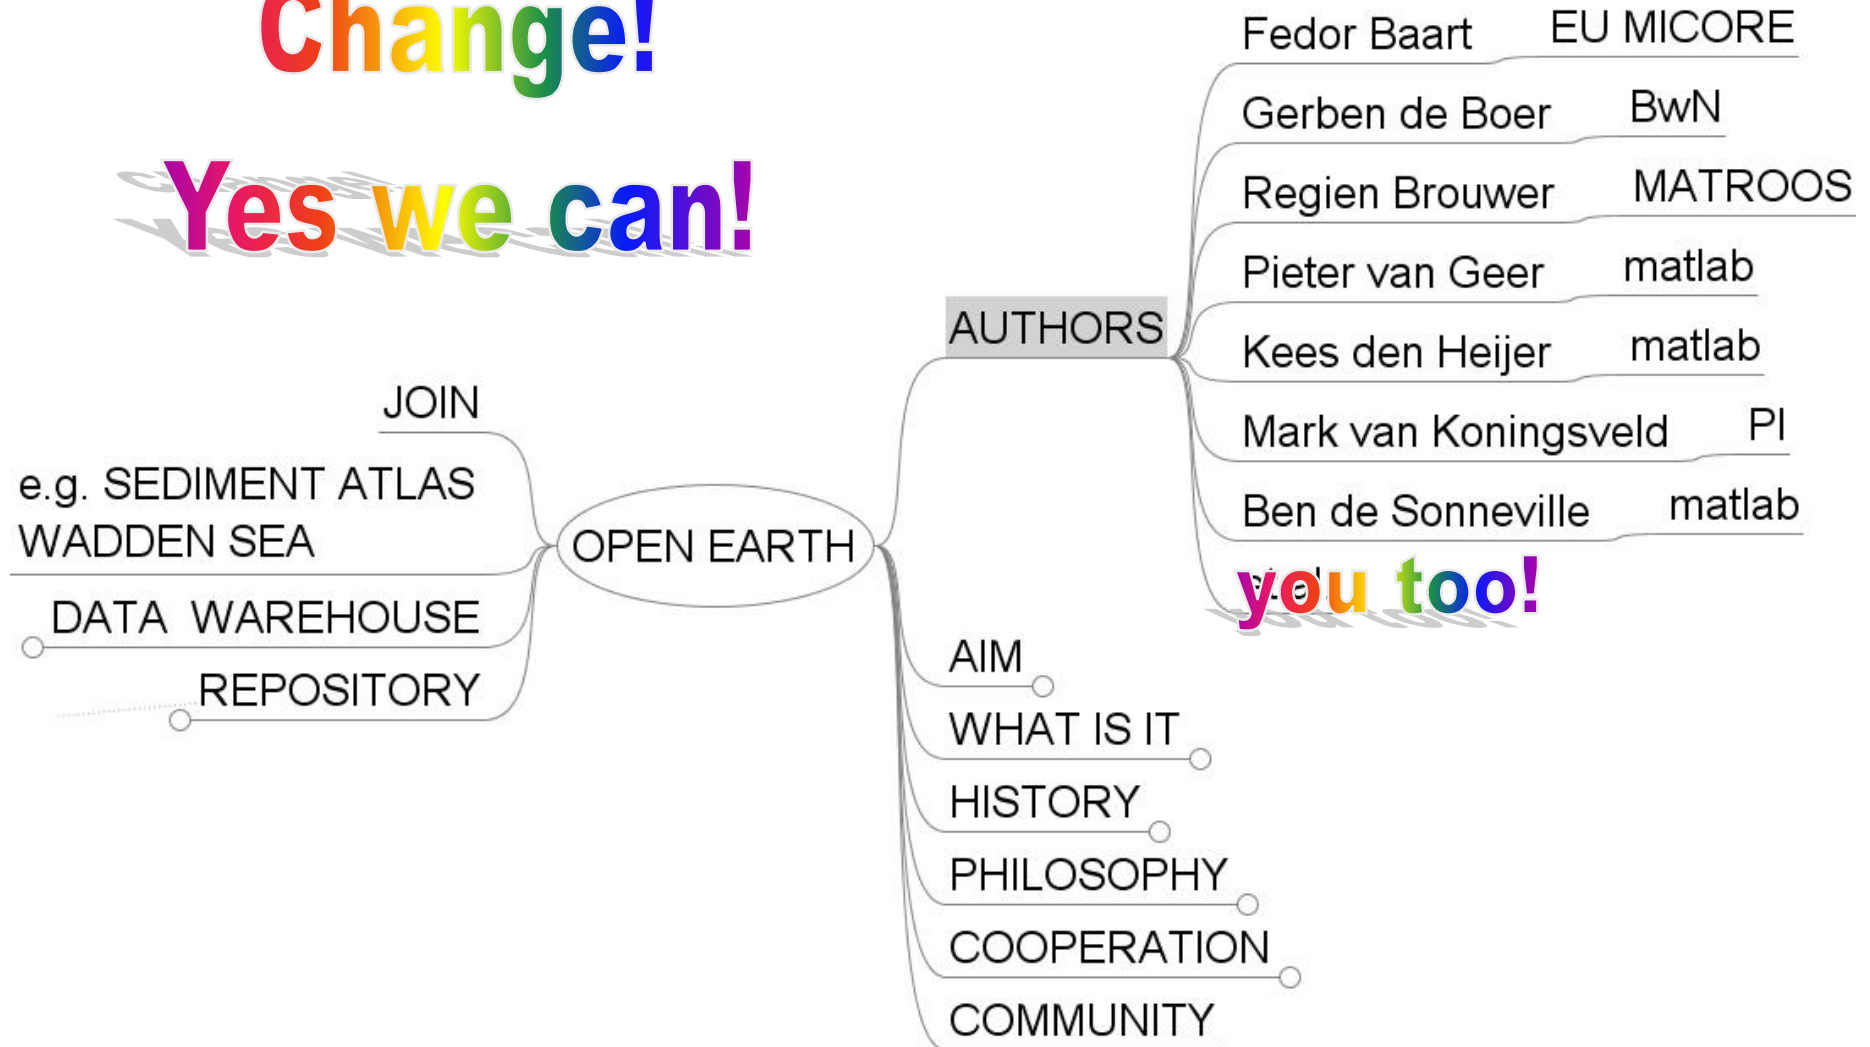 Change!
Yes we can!
JOIN
e.g. SEDIMENT ATLAS
WADDEN SEA
DATA  WAREHOUSE
REPOSITORY
OPEN EARTH
AUTHORS
Fedor Baart EU MICORE
Gerben de Boer BwN
Regien Brouwer MATROOS
Pieter van Geer matlab
Kees den Heijer matlab
Mark van Koningsveld PI
Ben de Sonneville matlab
you too!
AIM
WHAT IS IT
HISTORY
PHILOSOPHY
COOPERATION
COMMUNITY